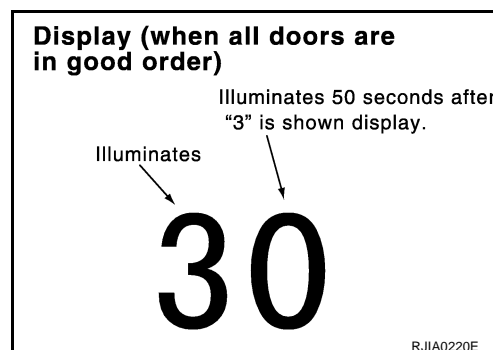 Display (when all doors are
in good order)
Illuminates 50 seconds after
“3” is shown display.
Illuminates
30
RJIA0220E